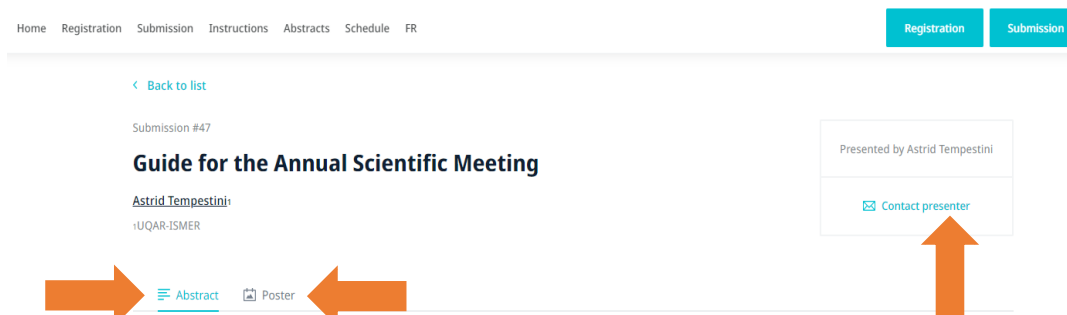 Home Registration Submission Instructions Abstracts Schedule FR Registration Submission
< Back to list
Submission #47
Guide for the Annual Scientific Meeting
Presented by Astrid Tempestini
Astrid Tempestini1
1UQAR-ISMER
Contact presenter
Abstract Poster